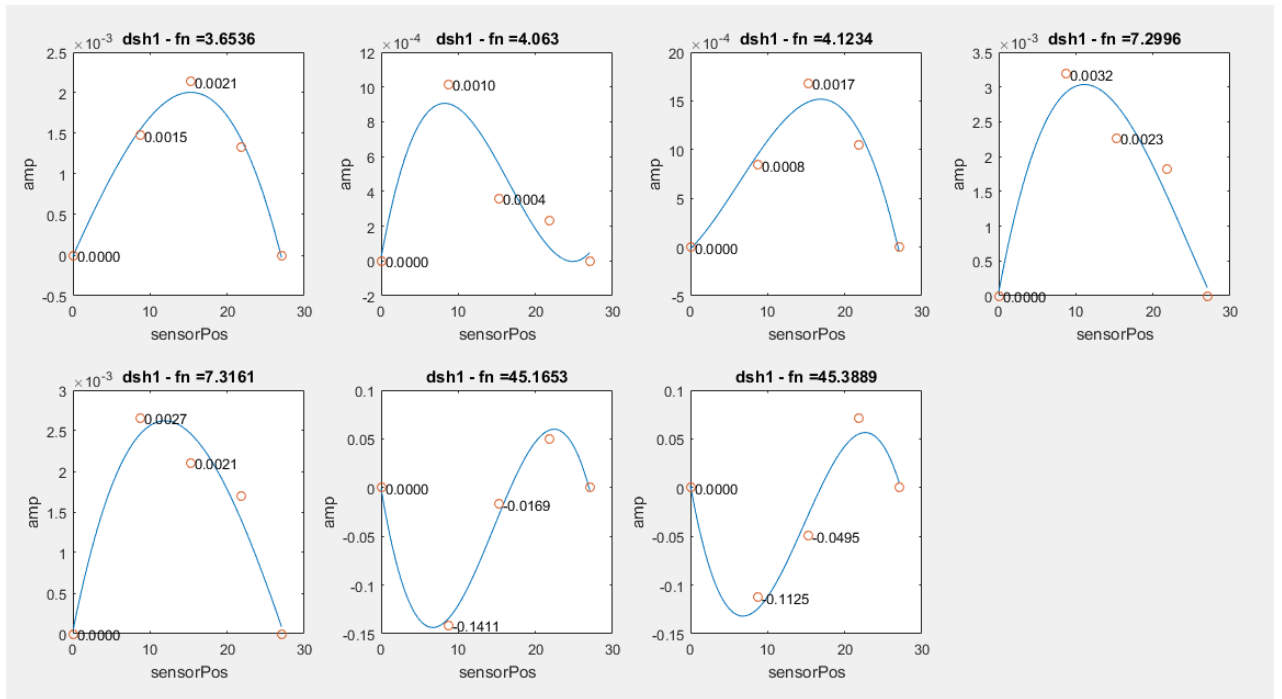 dsh1 - fn =3.6536
×10⁻³
2.5
2
1.5
1
0.5
0
-0.5
amp
0.0021
0.0015
0.0000
0 10 20 30
sensorPos
dsh1 - fn =4.063
×10⁻⁴
12
10
8
6
4
2
0
-2
amp
0.0010
0.0004
0.0000
0 10 20 30
sensorPos
dsh1 - fn =4.1234
×10⁻⁴
20
15
10
5
0
-5
amp
0.0017
0.0008
0.0000
0 10 20 30
sensorPos
dsh1 - fn =7.2996
×10⁻³
3.5
3
2.5
2
1.5
1
0.5
0
amp
0.0032
0.0023
0.0000
0 10 20 30
sensorPos
dsh1 - fn =7.3161
×10⁻³
3
2.5
2
1.5
1
0.5
0
amp
0.0027
0.0021
0.0000
0 10 20 30
sensorPos
dsh1 - fn =45.1653
0.1
0.05
0
-0.05
-0.1
-0.15
amp
0.0000
-0.0169
-0.1411
0 10 20 30
sensorPos
dsh1 - fn =45.3889
0.1
0.05
0
-0.05
-0.1
-0.15
amp
0.0000
-0.0495
-0.1125
0 10 20 30
sensorPos